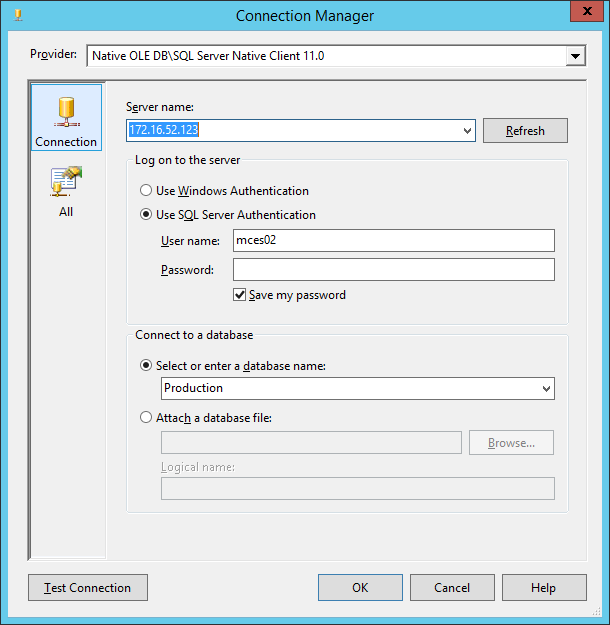 Connection Manager
Provider: Native OLE DB\SQL Server Native Client 11.0
Connection
All
Server name:
172.16.52.123
Refresh
Log on to the server
Use Windows Authentication
Use SQL Server Authentication
User name: mces02
Password:
Save my password
Connect to a database
Select or enter a database name:
Production
Attach a database file:
Browse...
Logical name:
Test Connection OK Cancel Help